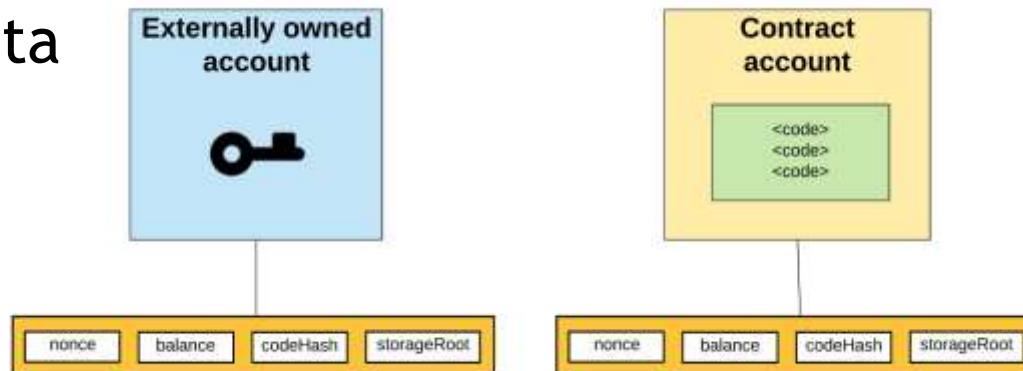 ta
Externally owned
account
Contract
account
<code>
<code>
<code>
nonce balance codeHash storageRoot
nonce balance codeHash storageRoot